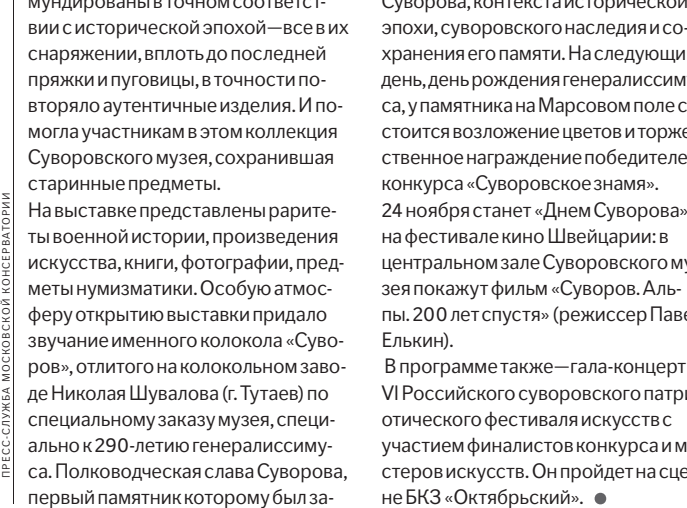 ПРЕСС-СЛУЖБА МОСКОВСКОЙ КОНСЕРВАТОРИИ
мундированы в точном соответст-
вии с исторической эпохой—все в их
снаряжении, вплоть до последней
пряжки и пуговицы, в точности по-
вторяло аутентичные изделия. И по-
могла участникам в этом коллекция
Суворовского музея, сохранившая
старинные предметы.
На выставке представлены рарите-
ты военной истории, произведения
искусства, книги, фотографии, пред-
меты нумизматики. Особую атмос-
феру открытию выставки придало
звучание именного колокола «Суво-
ров», отлитого на колокольном заво-
де Николая Шувалова (г. Тутаев) по
специальному заказу музея, специ-
ально к 290-летию генералиссиму-
са. Полководческая слава Суворова,
первый памятник которому был за-
Суворова, контекста исторической
эпохи, суворовского наследия и со-
хранения его памяти. На следующи
день, день рождения генералиссим
са, у памятника на Марсовом поле с
стоится возложение цветов и торже
ственное награждение победителе
конкурса «Суворовское знамя».
24 ноября станет «Днем Суворова»
на фестивале кино Швейцарии: в
центральном зале Суворовского му
зея покажут фильм «Суворов. Аль-
пы. 200 лет спустя» (режиссер Паве
Елькин).
В программе также—гала-концерт
VI Российского суворовского патри
отического фестиваля искусств с
участием финалистов конкурса и м
стеров искусств. Он пройдет на сце
не БКЗ «Октябрьский». ●